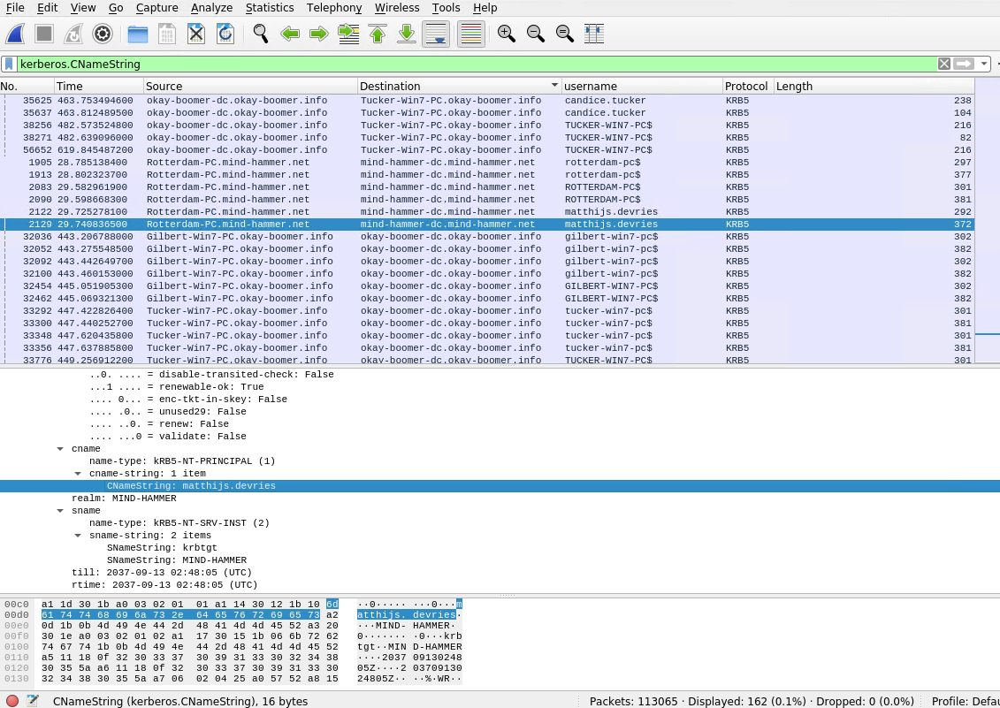 File Edit View Go Capture Analyze Statistics Telephony Wireless Tools Help
kerberos.CNameString
No. Time Source Destination username Protocol Length
35625 463.753494600 okay-boomer-dc.okay-boomer.info Tucker-Win7-PC.okay-boomer.info candice.tucker KRB5 238
35637 463.812489500 okay-boomer-dc.okay-boomer.info Tucker-Win7-PC.okay-boomer.info candice.tucker KRB5 104
38256 482.573524800 okay-boomer-dc.okay-boomer.info Tucker-Win7-PC.okay-boomer.info TUCKER-WIN7-PC$ KRB5 216
38271 482.639096000 okay-boomer-dc.okay-boomer.info Tucker-Win7-PC.okay-boomer.info TUCKER-WIN7-PC$ KRB5 82
56652 619.845487200 okay-boomer-dc.okay-boomer.info Tucker-Win7-PC.okay-boomer.info TUCKER-WIN7-PC$ KRB5 216
1905 28.785138400 Rotterdam-PC.mind-hammer.net mind-hammer-dc.mind-hammer.net rotterdam-pc$ KRB5 297
1913 28.802323700 Rotterdam-PC.mind-hammer.net mind-hammer-dc.mind-hammer.net rotterdam-pc$ KRB5 377
2083 29.582961900 Rotterdam-PC.mind-hammer.net mind-hammer-dc.mind-hammer.net ROTTERDAM-PC$ KRB5 301
2090 29.598668300 Rotterdam-PC.mind-hammer.net mind-hammer-dc.mind-hammer.net ROTTERDAM-PC$ KRB5 381
2122 29.725278100 Rotterdam-PC.mind-hammer.net mind-hammer-dc.mind-hammer.net matthijs.devries KRB5 292
2129 29.740836500 Rotterdam-PC.mind-hammer.net mind-hammer-dc.mind-hammer.net matthijs.devries KRB5 372
32036 443.206788000 Gilbert-Win7-PC.okay-boomer.info okay-boomer-dc.okay-boomer.info gilbert-win7-pc$ KRB5 302
32052 443.275548500 Gilbert-Win7-PC.okay-boomer.info okay-boomer-dc.okay-boomer.info gilbert-win7-pc$ KRB5 382
32092 443.442649700 Gilbert-Win7-PC.okay-boomer.info okay-boomer-dc.okay-boomer.info gilbert-win7-pc$ KRB5 302
32100 443.460153000 Gilbert-Win7-PC.okay-boomer.info okay-boomer-dc.okay-boomer.info gilbert-win7-pc$ KRB5 382
32454 445.051905300 Gilbert-Win7-PC.okay-boomer.info okay-boomer-dc.okay-boomer.info GILBERT-WIN7-PC$ KRB5 302
32462 445.069321300 Gilbert-Win7-PC.okay-boomer.info okay-boomer-dc.okay-boomer.info GILBERT-WIN7-PC$ KRB5 382
33292 447.422826400 Tucker-Win7-PC.okay-boomer.info okay-boomer-dc.okay-boomer.info tucker-win7-pc$ KRB5 301
33300 447.440252700 Tucker-Win7-PC.okay-boomer.info okay-boomer-dc.okay-boomer.info tucker-win7-pc$ KRB5 381
33348 447.620435800 Tucker-Win7-PC.okay-boomer.info okay-boomer-dc.okay-boomer.info tucker-win7-pc$ KRB5 301
33356 447.637885800 Tucker-Win7-PC.okay-boomer.info okay-boomer-dc.okay-boomer.info tucker-win7-pc$ KRB5 381
33776 449.256912200 Tucker-Win7-PC.okay-boomer.info okay-boomer-dc.okay-boomer.info TUCKER-WIN7-PC$ KRB5 301
..0. .... = disable-transited-check: False
...1 .... = renewable-ok: True
.... 0... = enc-tkt-in-skey: False
.... .0.. = unused29: False
.... ..0. = renew: False
.... ...0 = validate: False
cname
name-type: kRB5-NT-PRINCIPAL (1)
cname-string: 1 item
CNameString: matthijs.devries
realm: MIND-HAMMER
sname
name-type: kRB5-NT-SRV-INST (2)
sname-string: 2 items
SNameString: krbtgt
SNameString: MIND-HAMMER
till: 2037-09-13 02:48:05 (UTC)
rtime: 2037-09-13 02:48:05 (UTC)
00c0 a1 1d 30 1b a0 03 02 01 01 a1 14 30 12 1b 10 6d ··0····· ···0···m
00d0 61 74 74 68 69 6a 73 2e 64 65 76 72 69 65 73 a2 atthijs. devries·
00e0 0d 1b 0b 4d 49 4e 44 2d 48 41 4d 4d 45 52 a3 20 ···MIND- HAMMER· 
00f0 30 1e a0 03 02 01 02 a1 17 30 15 1b 06 6b 72 62 0······· ·0···krb
0100 74 67 74 1b 0b 4d 49 4e 44 2d 48 41 4d 4d 45 52 tgt··MIN D-HAMMER
0110 a5 11 18 0f 32 30 33 37 30 39 31 33 30 32 34 38 ····2037 09130248
0120 30 35 5a a6 11 18 0f 32 30 33 37 30 39 31 33 30 05Z····2 03709130
0130 32 34 38 30 35 5a a7 06 02 04 25 a0 57 52 a8 15 24805Z·· ··%·WR··
CNameString (kerberos.CNameString), 16 bytes Packets: 113065 · Displayed: 162 (0.1%) · Dropped: 0 (0.0%) Profile: Defau